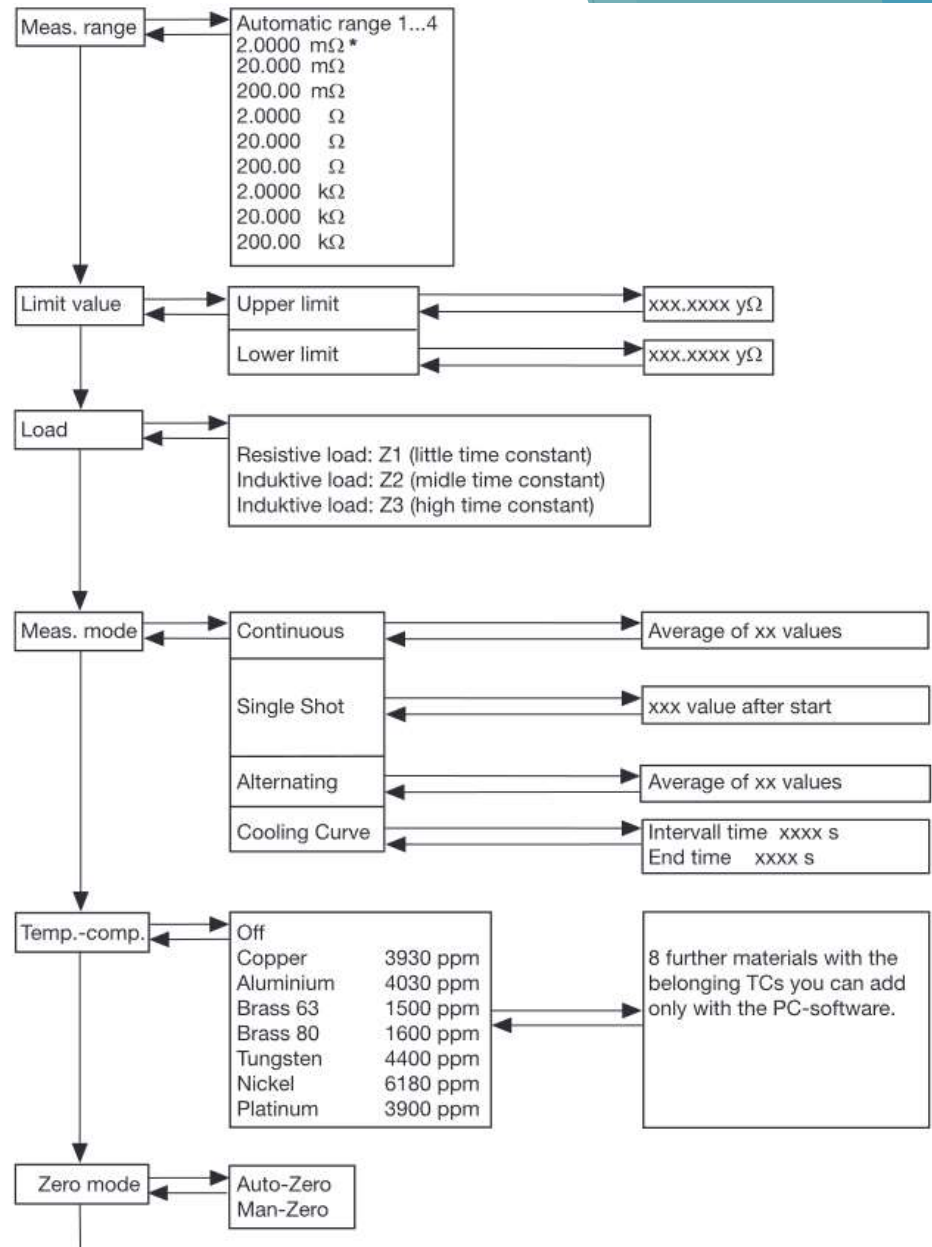 Meas. range
Automatic range 1...4
2.0000 mΩ *
20.000 mΩ
200.00 mΩ
2.0000 Ω
20.000 Ω
200.00 Ω
2.0000 kΩ
20.000 kΩ
200.00 kΩ
Limit value
Upper limit
xxx.xxxx yΩ
Lower limit
xxx.xxxx yΩ
Load
Resistive load: Z1 (little time constant)
Induktive load: Z2 (midle time constant)
Induktive load: Z3 (high time constant)
Meas. mode
Continuous
Average of xx values
Single Shot
xxx value after start
Alternating
Average of xx values
Cooling Curve
Intervall time xxxx s
End time xxxx s
Temp.-comp.
Off
Copper 3930 ppm
Aluminium 4030 ppm
Brass 63 1500 ppm
Brass 80 1600 ppm
Tungsten 4400 ppm
Nickel 6180 ppm
Platinum 3900 ppm
8 further materials with the
belonging TCs you can add
only with the PC-software.
Zero mode
Auto-Zero
Man-Zero